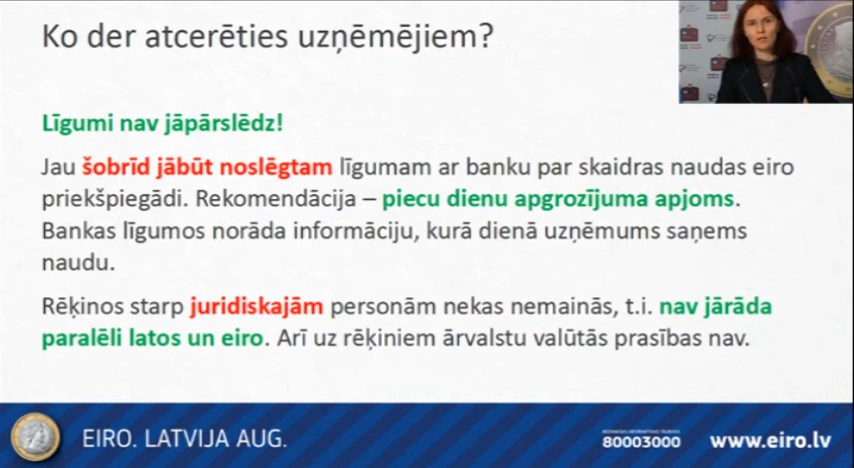 Ko der atcerēties uzņēmējiem?
Līgumi nav jāpārslēdz!
Jau šobrīd jābūt noslēgtam līgumam ar banku par skaidras naudas eiro
priekšpiegādi. Rekomendācija – piecu dienu apgrozījuma apjoms.
Bankas līgumos norāda informāciju, kurā dienā uzņēmums saņems
naudu.
Rēķinos starp juridiskajām personām nekas nemainās, t.i. nav jārāda
paralēli latos un eiro. Arī uz rēķiniem ārvalstu valūtās prasības nav.
EIRO. LATVIJA AUG.
80003000
www.eiro.lv